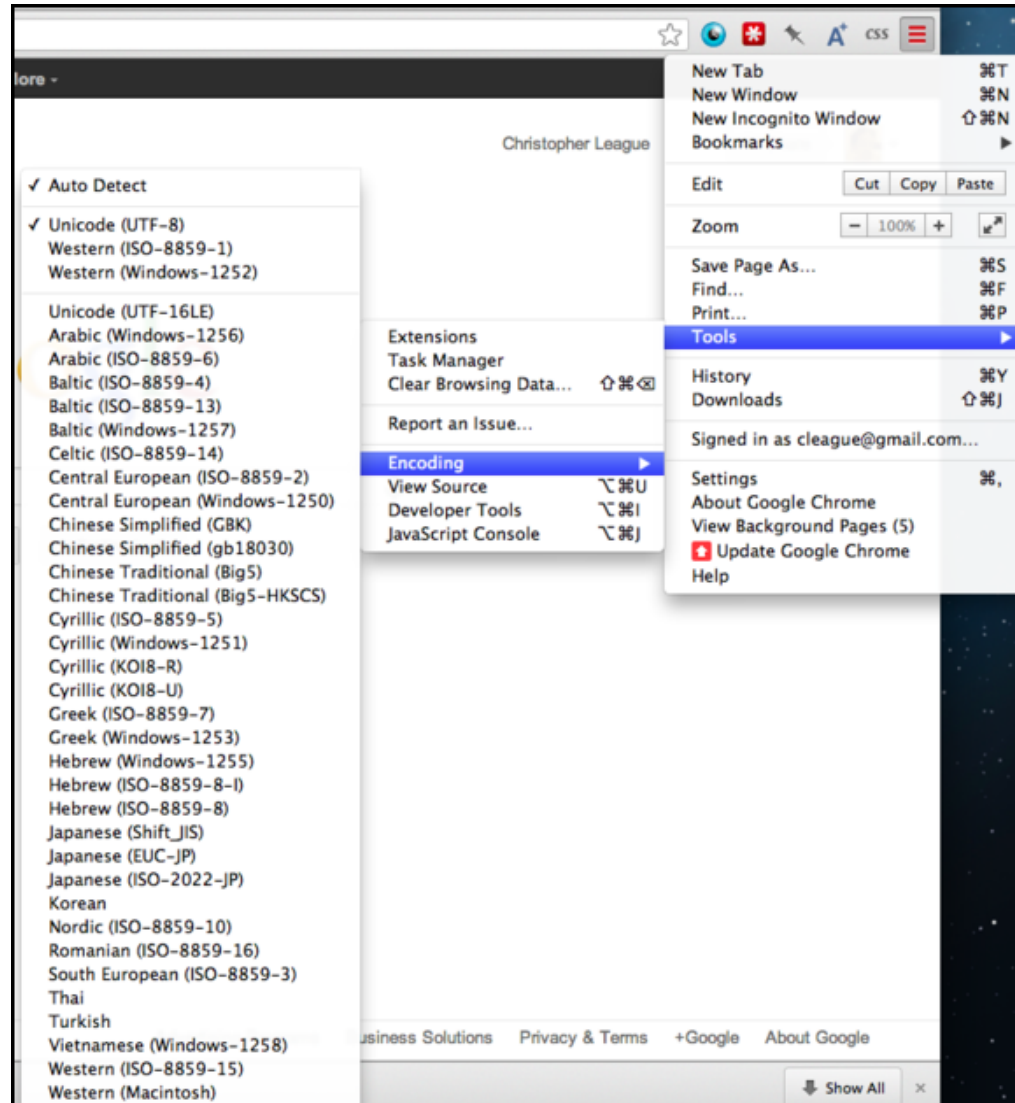 CSS
lore
Christopher League
New Tab ⌘T
New Window ⌘N
New Incognito Window ⇧⌘N
Bookmarks
Edit Cut Copy Paste
Zoom − 100% +
Save Page As... ⌘S
Find... ⌘F
Print... ⌘P
Tools
History ⌘Y
Downloads ⇧⌘J
Signed in as cleague@gmail.com...
Settings ⌘,
About Google Chrome
View Background Pages (5)
Update Google Chrome
Help
Extensions
Task Manager
Clear Browsing Data... ⇧⌘⌫
Report an Issue...
Encoding
View Source ⌥⌘U
Developer Tools ⌥⌘I
JavaScript Console ⌥⌘J
✓ Auto Detect
✓ Unicode (UTF-8)
Western (ISO-8859-1)
Western (Windows-1252)
Unicode (UTF-16LE)
Arabic (Windows-1256)
Arabic (ISO-8859-6)
Baltic (ISO-8859-4)
Baltic (ISO-8859-13)
Baltic (Windows-1257)
Celtic (ISO-8859-14)
Central European (ISO-8859-2)
Central European (Windows-1250)
Chinese Simplified (GBK)
Chinese Simplified (gb18030)
Chinese Traditional (Big5)
Chinese Traditional (Big5-HKSCS)
Cyrillic (ISO-8859-5)
Cyrillic (Windows-1251)
Cyrillic (KOI8-R)
Cyrillic (KOI8-U)
Greek (ISO-8859-7)
Greek (Windows-1253)
Hebrew (Windows-1255)
Hebrew (ISO-8859-8-I)
Hebrew (ISO-8859-8)
Japanese (Shift_JIS)
Japanese (EUC-JP)
Japanese (ISO-2022-JP)
Korean
Nordic (ISO-8859-10)
Romanian (ISO-8859-16)
South European (ISO-8859-3)
Thai
Turkish
Vietnamese (Windows-1258)
Western (ISO-8859-15)
Western (Macintosh)
usiness Solutions Privacy & Terms +Google About Google
Show All